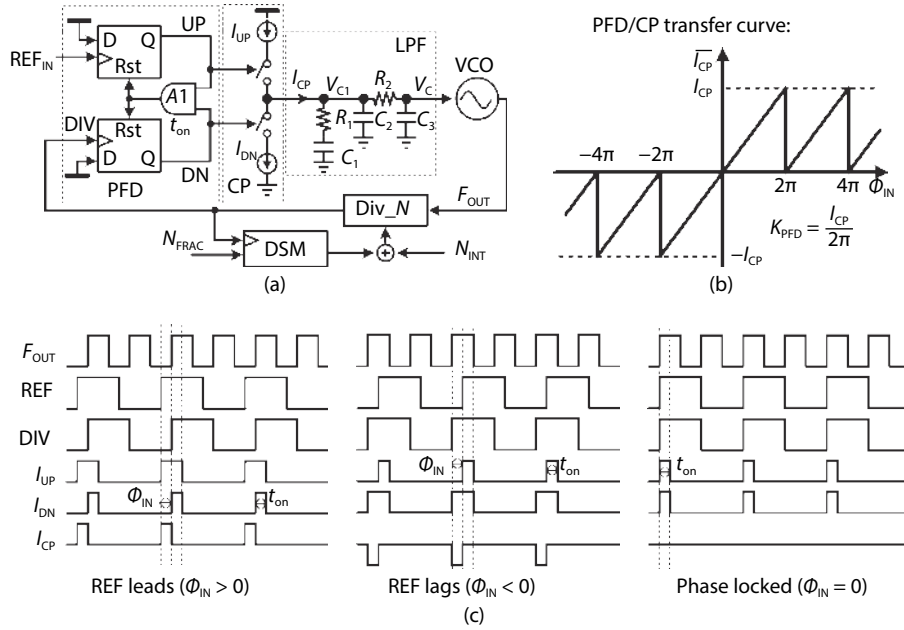 D Q
UP
REF_IN
Rst
A1
t_on
DIV
Rst
D Q
PFD
DN
I_UP
I_CP
I_DN
CP
LPF
V_C1
R_2
V_C
VCO
R_1
C_1
C_2
C_3
F_OUT
Div_N
N_FRAC
DSM
N_INT
(a)
PFD/CP transfer curve:
I_CP
I_CP
−4π −2π
2π 4π Φ_IN
K_PFD = I_CP / 2π
−I_CP
(b)
F_OUT
REF
DIV
I_UP
I_DN
I_CP
Φ_IN
t_on
Φ_IN
t_on
t_on
REF leads (Φ_IN > 0)
REF lags (Φ_IN < 0)
Phase locked (Φ_IN = 0)
(c)